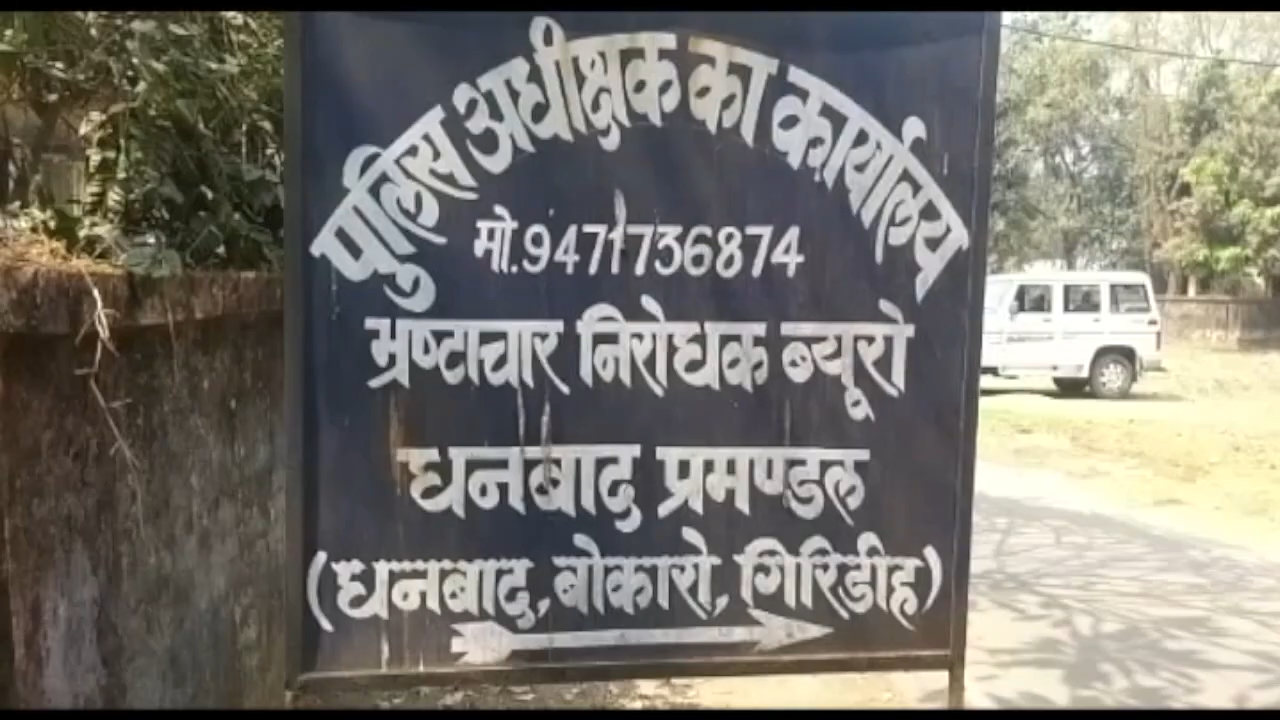 पुलिस अधीक्षक का कार्यालय
मो.9471736874
भ्रष्टाचार निरोधक ब्यूरो
धनबाद प्रमण्डल
(धनबाद, बोकारो, गिरिडीह)